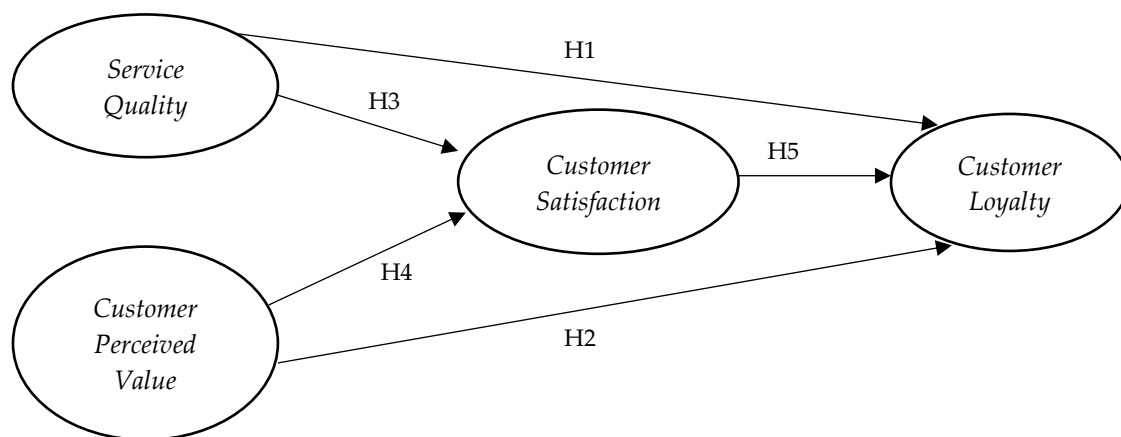 Service
Quality
H1
H3
Customer
Satisfaction
H5
Customer
Loyalty
H4
H2
Customer
Perceived
Value